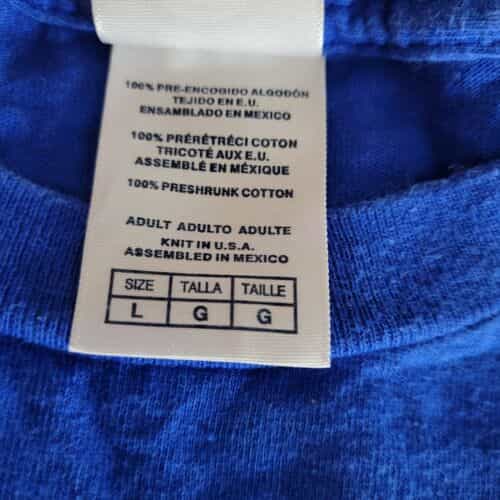 100% PRE-ENCOGIDO ALGODÓN
TEJIDO EN E.U.
ENSAMBLADO EN MEXICO
100% PRÉRÉTRÉCI COTON
TRICOTÉ AUX E.U.
ASSEMBLÉ EN MÉXIQUE
100% PRESHRUNK COTTON
ADULT ADULTO ADULTE
KNIT IN U.S.A.
ASSEMBLED IN MEXICO
SIZE TALLA TAILLE
L G G